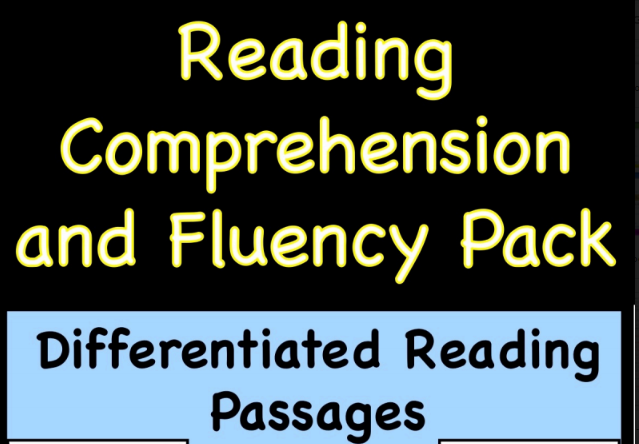 Reading
Comprehension
and Fluency Pack
Differentiated Reading
Passages